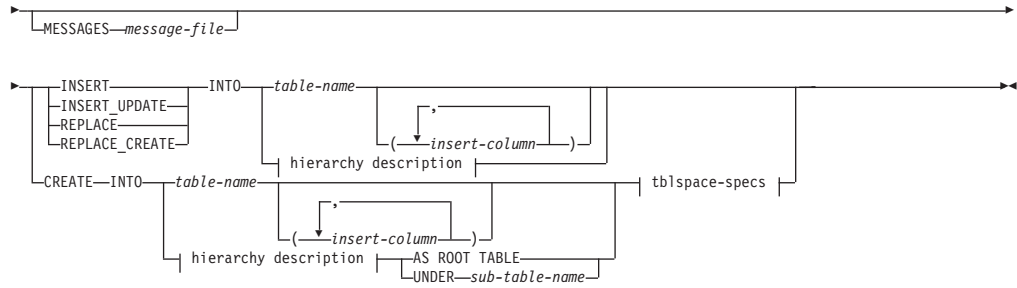 MESSAGES message-file
INSERT INTO table-name
INSERT_UPDATE ,
REPLACE
REPLACE_CREATE ( insert-column )
hierarchy description
CREATE INTO table-name tblspace-specs
,
( insert-column )
hierarchy description AS ROOT TABLE
UNDER sub-table-name